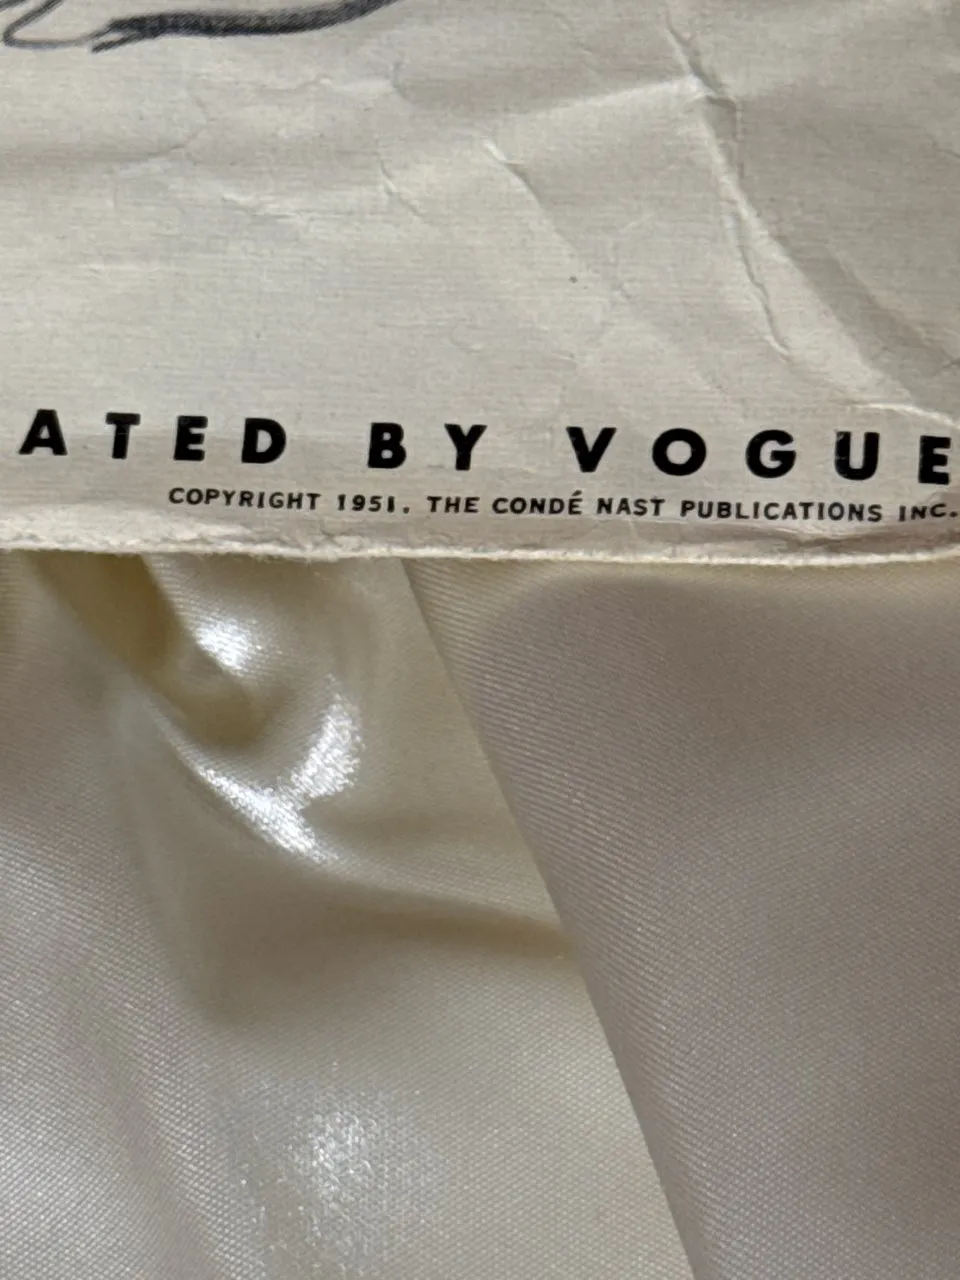 ATED BY VOGUE
COPYRIGHT 1951, THE CONDÉ NAST PUBLICATIONS INC.